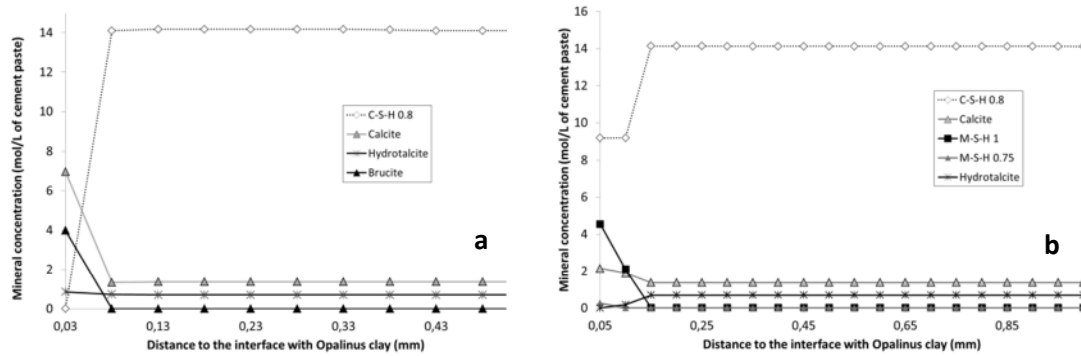 Mineral concentration (mol/L of cement paste)
14
12
10
8
6
4
2
0
C-S-H 0.8
Calcite
Hydrotalcite
Brucite
a
0,03 0,13 0,23 0,33 0,43
Distance to the interface with Opalinus clay (mm)
Mineral concentration (mol/L of cement paste)
16
14
12
10
8
6
4
2
0
C-S-H 0.8
Calcite
M-S-H 1
M-S-H 0.75
Hydrotalcite
b
0,05 0,25 0,45 0,65 0,85
Distance to the interface with Opalinus clay (mm)